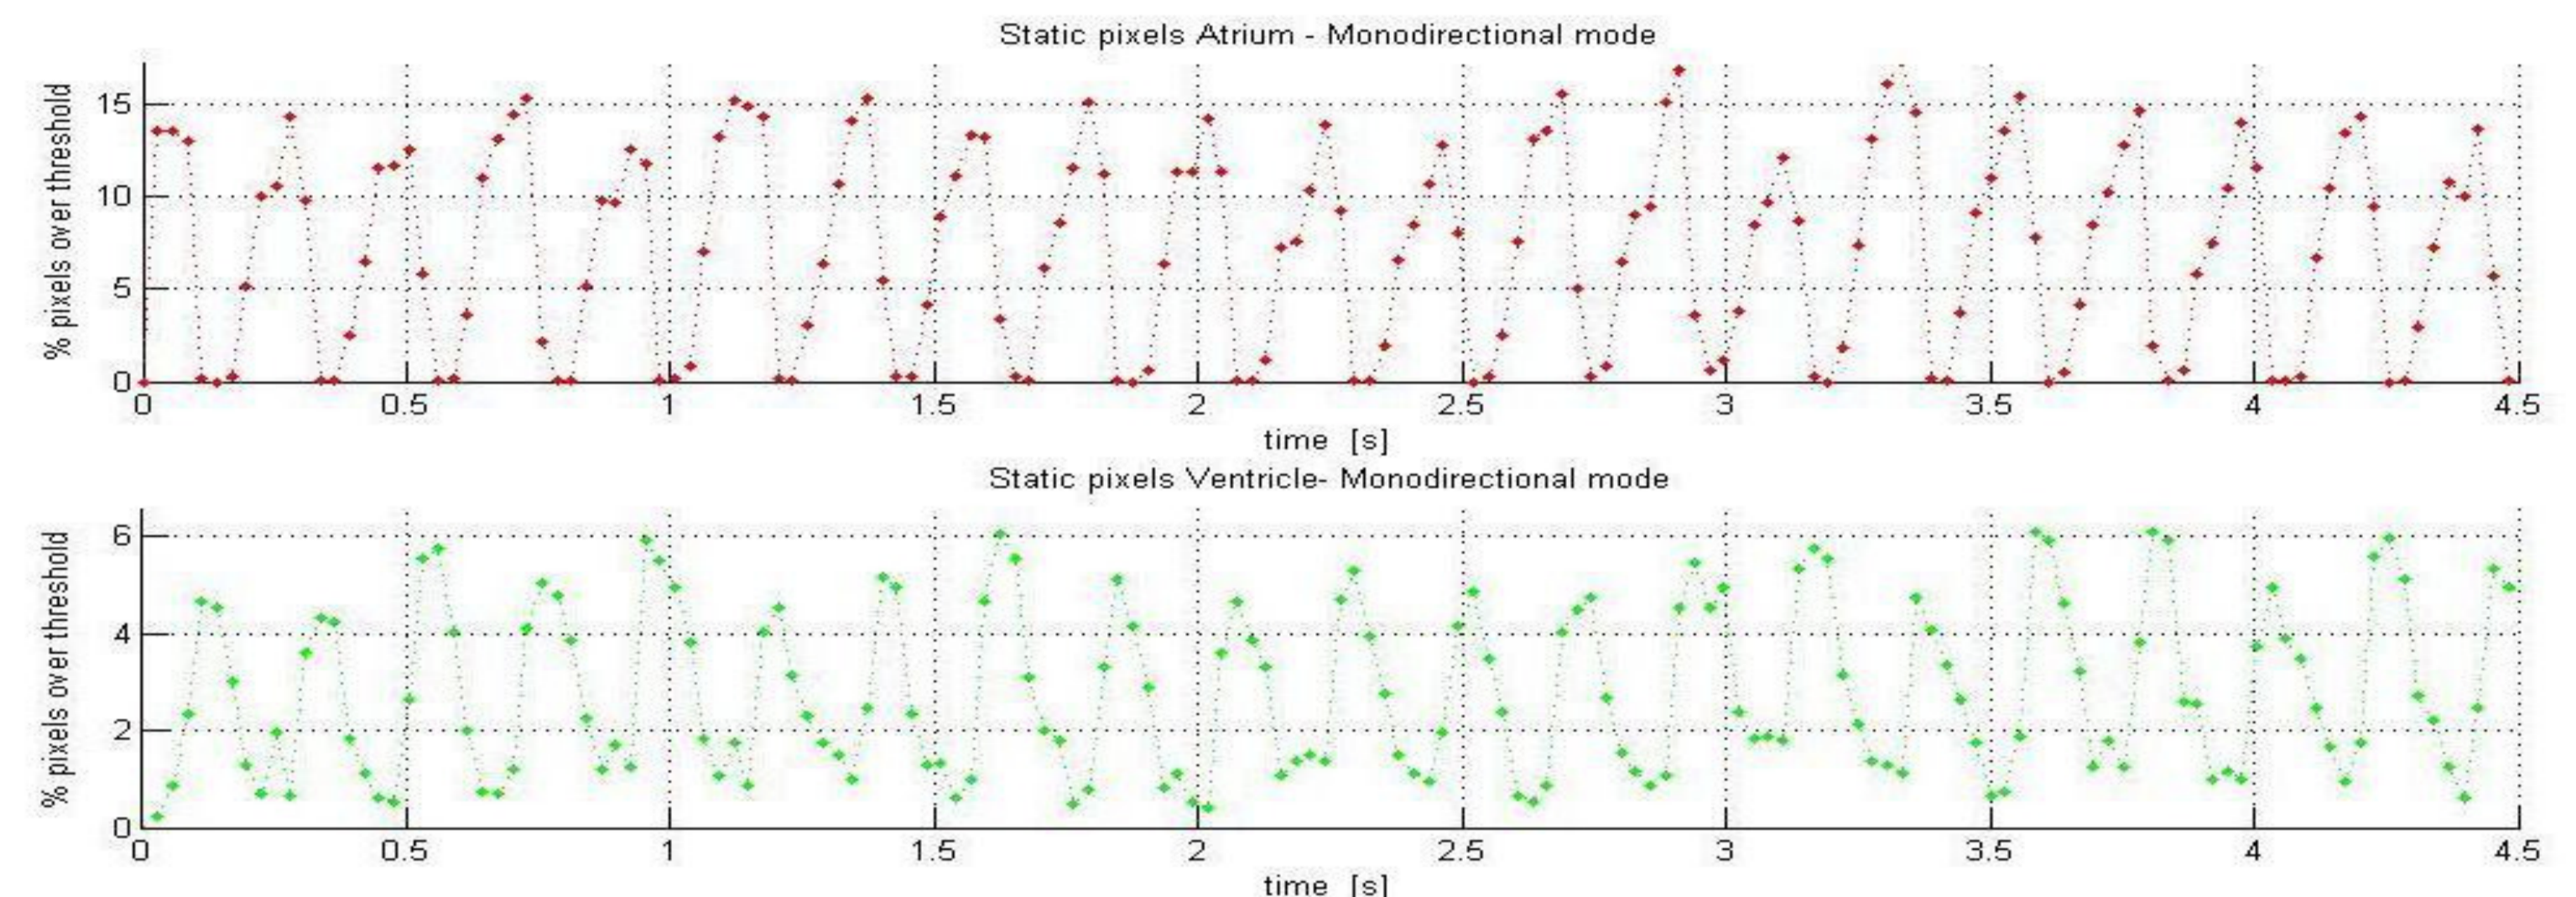 Static pixels Atrium - Monodirectional mode
% pixels over threshold
15
10
5
0
0 0.5 1 1.5 2 2.5 3 3.5 4 4.5
time [s]
Static pixels Ventricle- Monodirectional mode
% pixels over threshold
6
4
2
0
0 0.5 1 1.5 2 2.5 3 3.5 4 4.5
time [s]